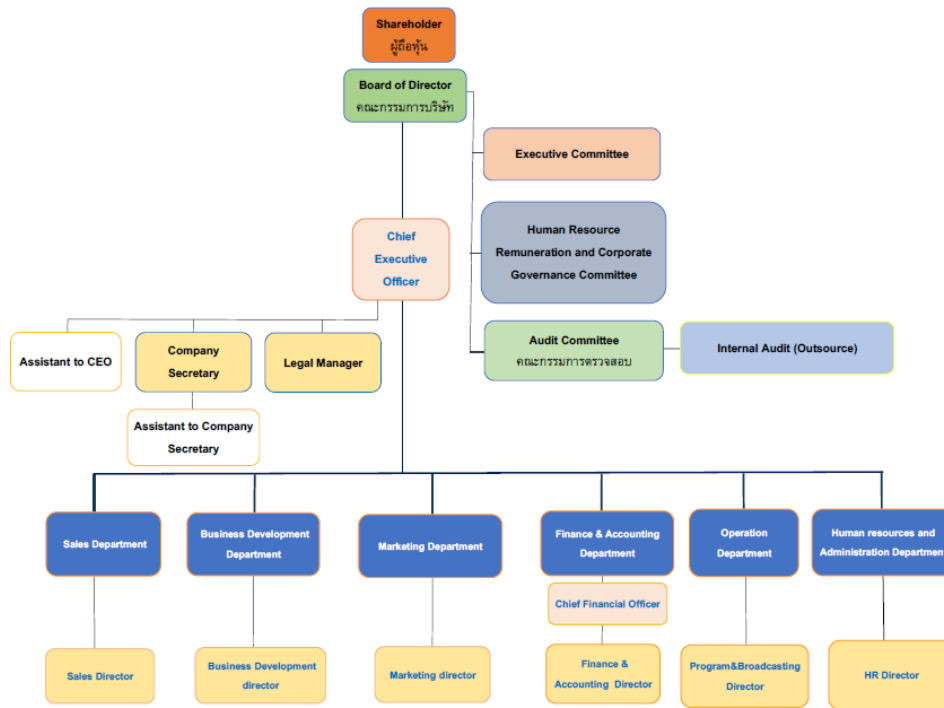 Shareholder
ผู้ถือหุ้น
Board of Director
คณะกรรมการบริษัท
Executive Committee
Human Resource
Remuneration and Corporate
Governance Committee
Chief
Executive
Officer
Audit Committee
คณะกรรมการตรวจสอบ
Internal Audit (Outsource)
Assistant to CEO
Company
Secretary
Legal Manager
Assistant to Company
Secretary
Sales Department
Business Development
Department
Marketing Department
Finance & Accounting
Department
Operation
Department
Human resources and
Administration Department
Chief Financial Officer
Sales Director
Business Development
director
Marketing director
Finance &
Accounting Director
Program&Broadcasting
Director
HR Director